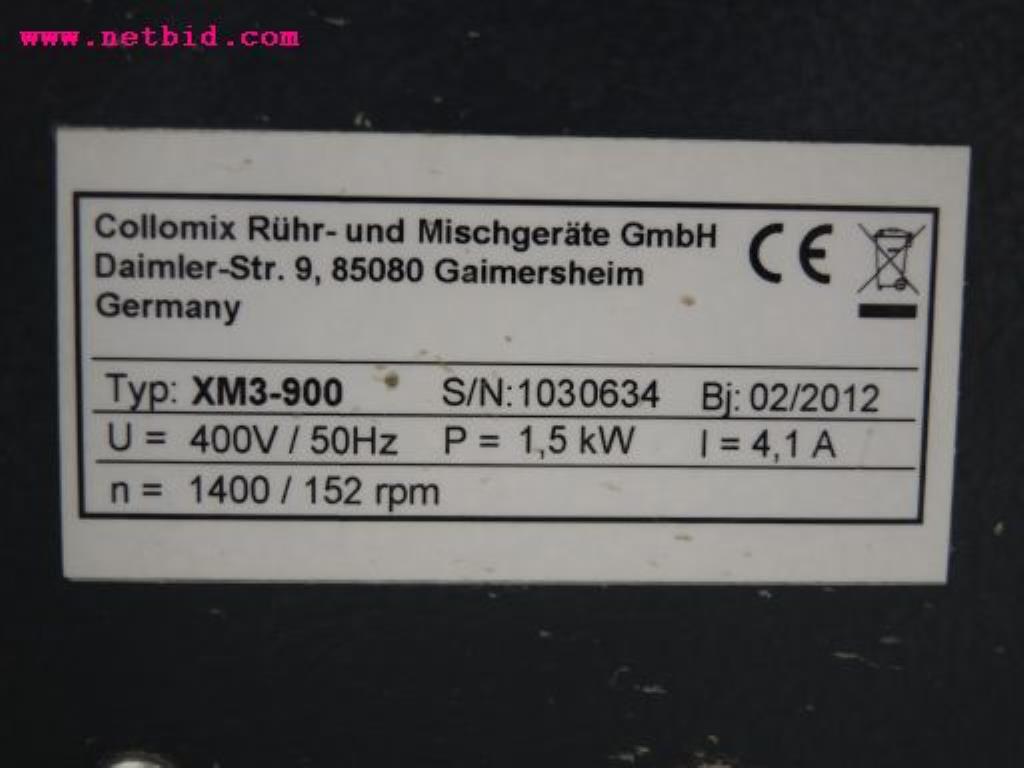 www.netbid.com
Collomix Rühr- und Mischgeräte GmbH CE
Daimler-Str. 9, 85080 Gaimersheim
Germany
Typ: XM3-900 S/N:1030634 Bj: 02/2012
U = 400V / 50Hz P = 1,5 kW I = 4,1 A
n = 1400 / 152 rpm